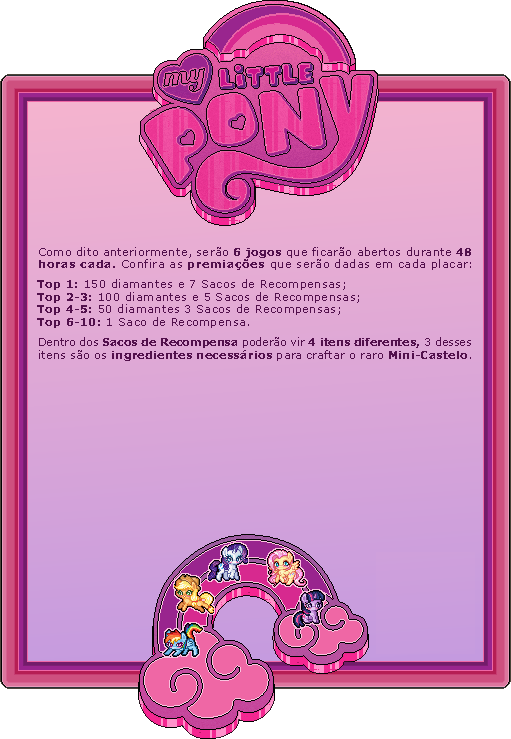 my
LiTTLE
PONY
Como dito anteriormente, serão 6 jogos que ficarão abertos durante 48
horas cada. Confira as premiações que serão dadas em cada placar:
Top 1: 150 diamantes e 7 Sacos de Recompensas;
Top 2-3: 100 diamantes e 5 Sacos de Recompensas;
Top 4-5: 50 diamantes 3 Sacos de Recompensas;
Top 6-10: 1 Saco de Recompensa.
Dentro dos Sacos de Recompensa poderão vir 4 itens diferentes, 3 desses
itens são os ingredientes necessários para craftar o raro Mini-Castelo.